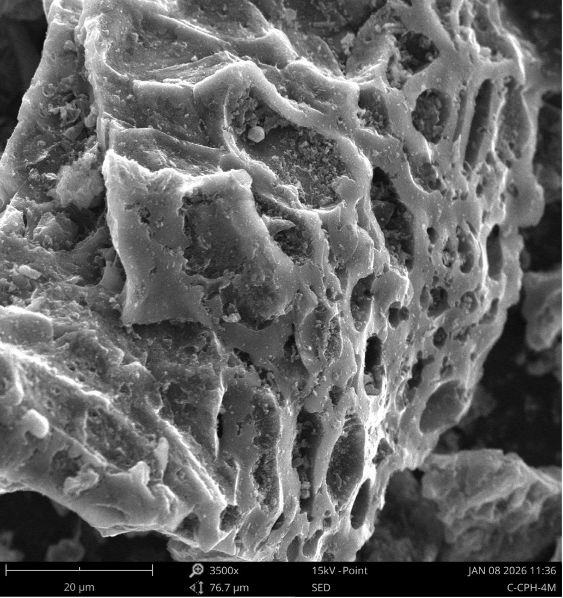 3500x 15kV -Point JAN 08 2026 11:36
20 µm 76.7 µm SED C-CPH-4M